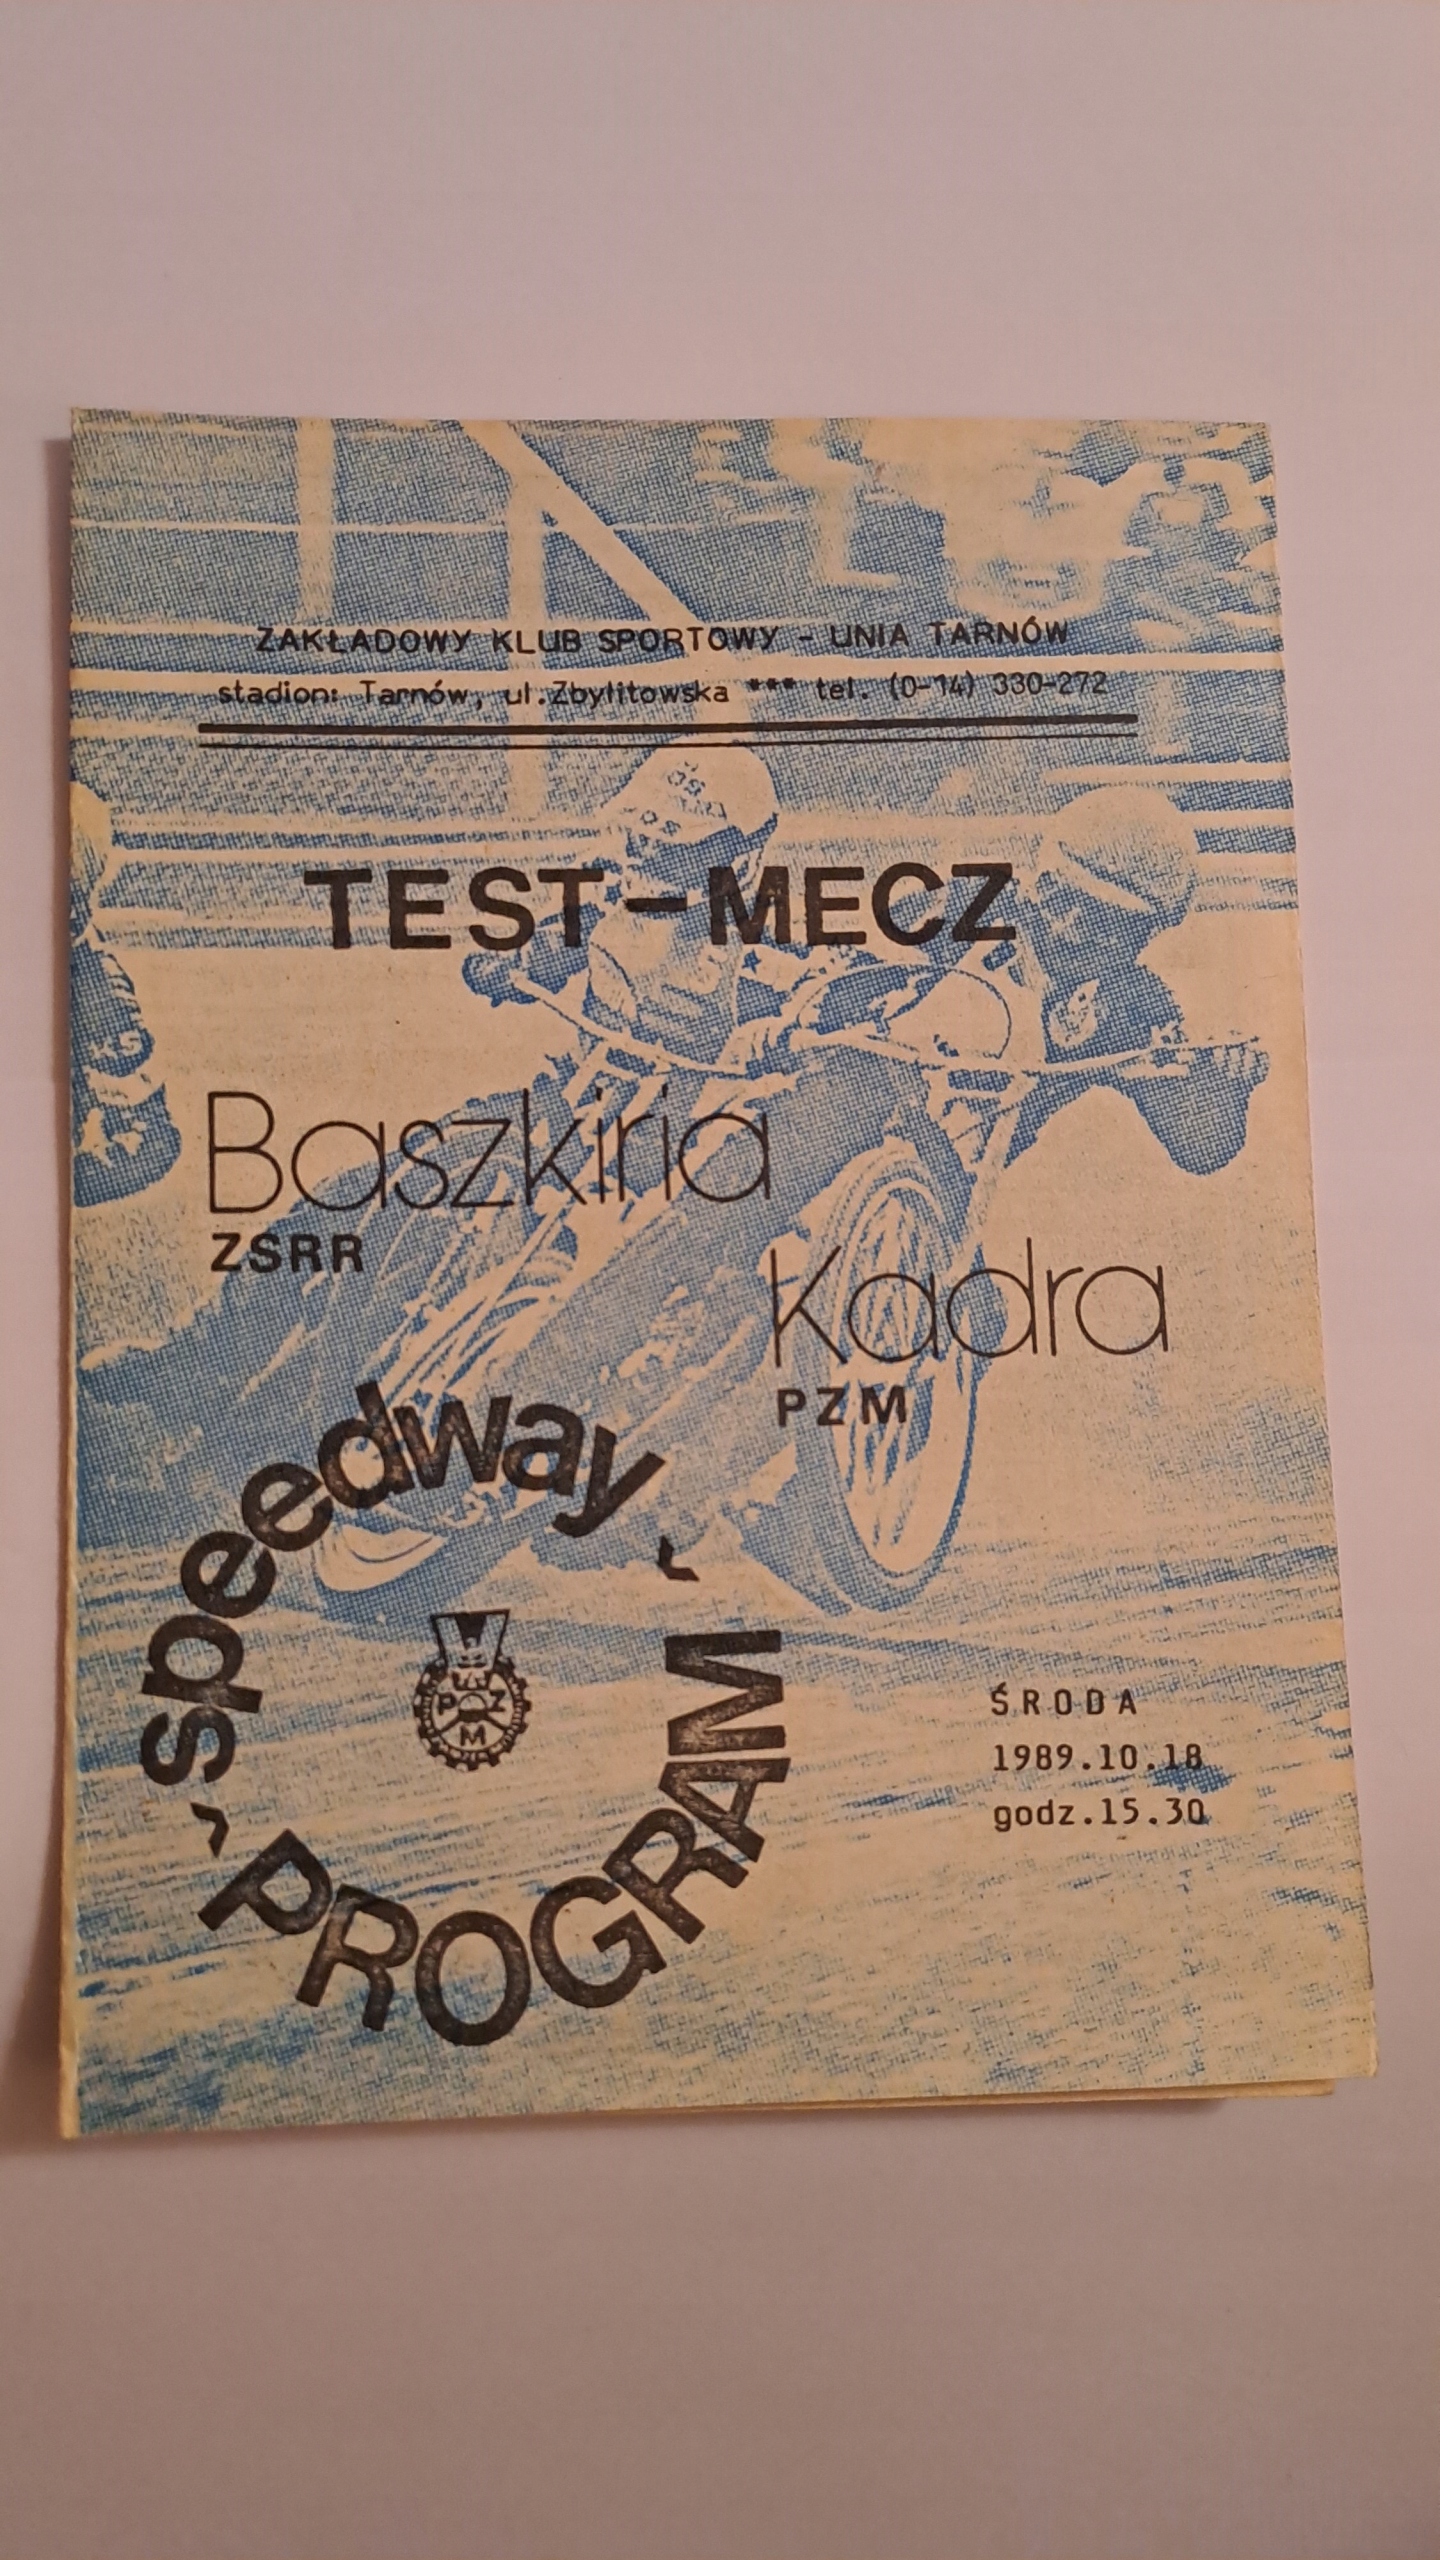 ZAKŁADOWY KLUB SPORTOWY - UNIA TARNÓW
stadion: Tarnów, ul.Zbylitowska *** tel. (0-14) 330-272
TEST-MECZ
Baszkiria
ZSRR
Kadra
PZM
speedway
PROGRAM
PZM
ŚRODA
1989.10.18
godz.15.30